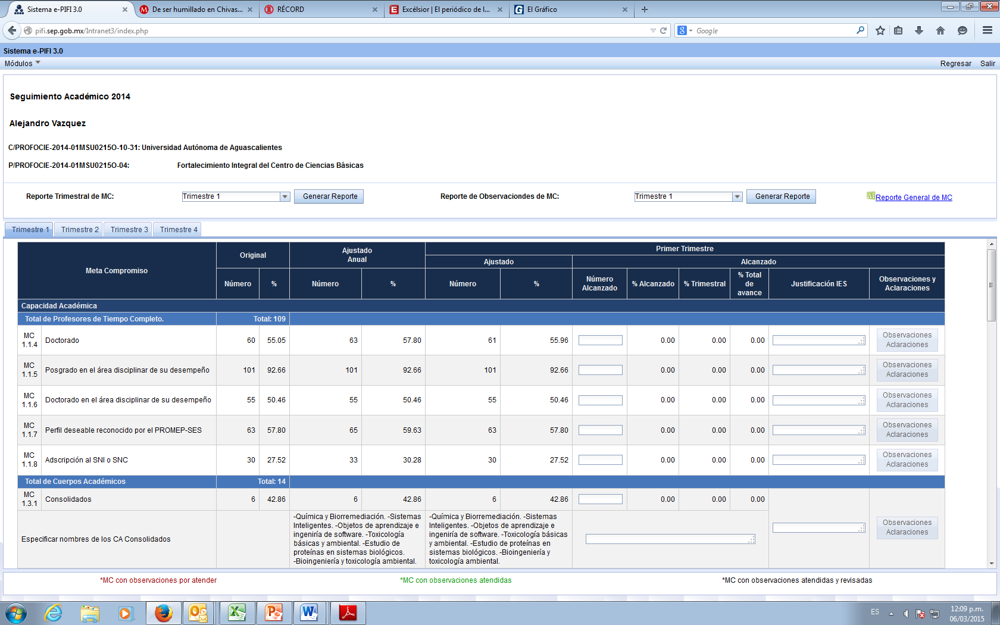 Sistema e-PIFI 3.0
De ser humillado en Chivas...
RÉCORD
Excélsior | El periódico de l...
El Gráfico
pifi.sep.gob.mx/Intranet3/index.php
Google
Sistema e-PIFI 3.0
Módulos
Regresar Salir
Seguimiento Académico 2014
Alejandro Vazquez
C/PROFOCIE-2014-01MSU0215O-10-31: Universidad Autónoma de Aguascalientes
P/PROFOCIE-2014-01MSU0215O-04: Fortalecimiento Integral del Centro de Ciencias Básicas
Reporte Trimestral de MC: Trimestre 1 Generar Reporte Reporte de Observaciondes de MC: Trimestre 1 Generar Reporte Reporte General de MC
Trimestre 1 Trimestre 2 Trimestre 3 Trimestre 4
Meta Compromiso
Original
Ajustado
Anual
Primer Trimestre
Ajustado
Alcanzado
Número % Número % Número %
Número
Alcanzado
% Alcanzado
% Trimestral
% Total
de
avance
Justificación IES
Observaciones y
Aclaraciones
Capacidad Académica
Total de Profesores de Tiempo Completo. Total: 109
MC
1.1.4
Doctorado 60 55.05 63 57.80 61 55.96 0.00 0.00 0.00
Observaciones
Aclaraciones
MC
1.1.5
Posgrado en el área disciplinar de su desempeño 101 92.66 101 92.66 101 92.66 0.00 0.00 0.00
Observaciones
Aclaraciones
MC
1.1.6
Doctorado en el área disciplinar de su desempeño 55 50.46 55 50.46 55 50.46 0.00 0.00 0.00
Observaciones
Aclaraciones
MC
1.1.7
Perfil deseable reconocido por el PROMEP-SES 63 57.80 65 59.63 63 57.80 0.00 0.00 0.00
Observaciones
Aclaraciones
MC
1.1.8
Adscripción al SNI o SNC 30 27.52 33 30.28 30 27.52 0.00 0.00 0.00
Observaciones
Aclaraciones
Total de Cuerpos Académicos Total: 14
MC
1.3.1
Consolidados 6 42.86 6 42.86 6 42.86 0.00 0.00 0.00
Especificar nombres de los CA Consolidados
-Química y Biorremediación. -Sistemas
Inteligentes. -Objetos de aprendizaje e
ingeniría de software. -Toxicología
básicas y ambiental. -Estudio de
proteínas en sistemas biológicos.
-Bioingeniería y toxicología ambiental.
-Química y Biorremediación. -Sistemas
Inteligentes. -Objetos de aprendizaje e
ingeniría de software. -Toxicología básicas
y ambiental. -Estudio de proteínas en
sistemas biológicos. -Bioingeniería y
toxicología ambiental.
Observaciones
Aclaraciones
*MC con observaciones por atender
*MC con observaciones atendidas
*MC con observaciones atendidas y revisadas
ES
12:09 p.m.
06/03/2015